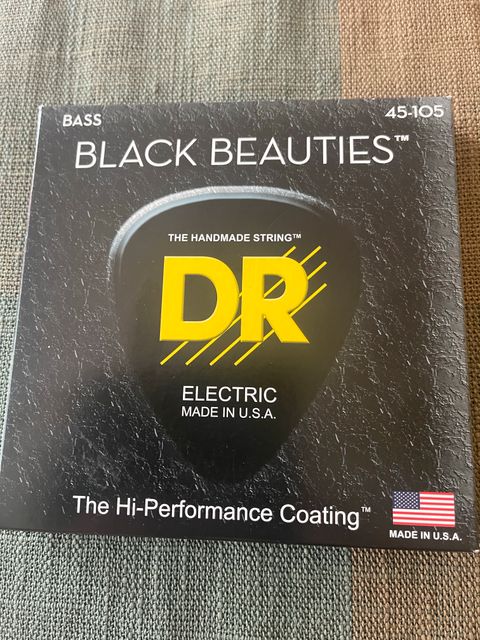 BASS
45-105
BLACK BEAUTIES™
THE HANDMADE STRING™
DR
ELECTRIC
MADE IN U.S.A.
The Hi-Performance Coating™
MADE IN U.S.A.